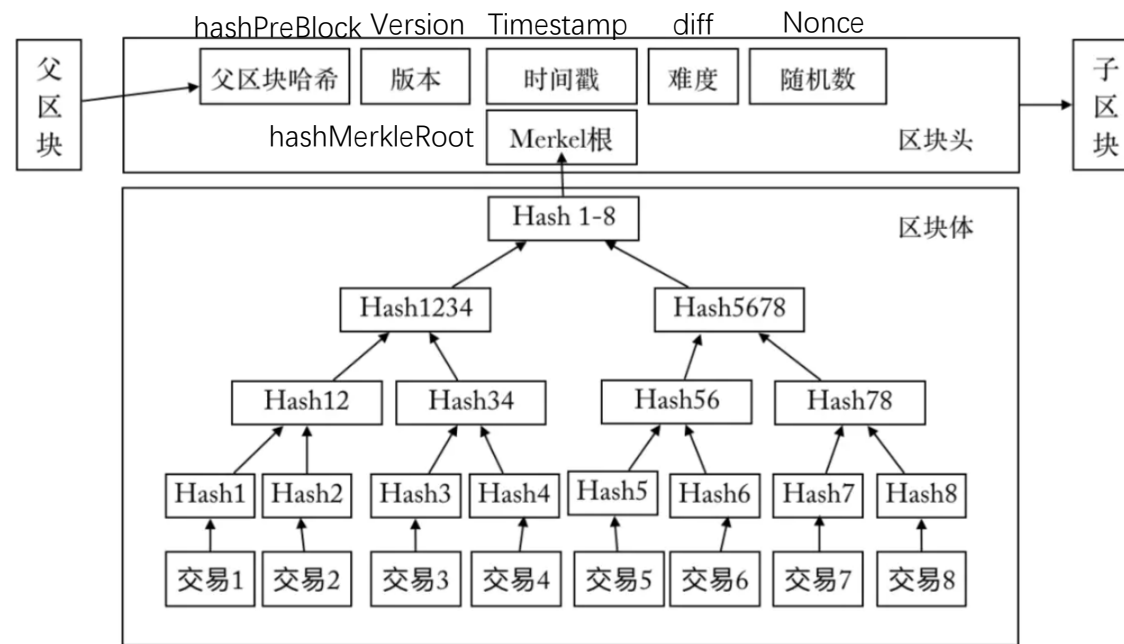 hashPreBlock Version Timestamp diff Nonce
父区块
父区块哈希 版本 时间戳 难度 随机数
子区块
hashMerkleRoot Merkel根 区块头
Hash 1-8 区块体
Hash1234 Hash5678
Hash12 Hash34 Hash56 Hash78
Hash1 Hash2 Hash3 Hash4 Hash5 Hash6 Hash7 Hash8
交易1 交易2 交易3 交易4 交易5 交易6 交易7 交易8